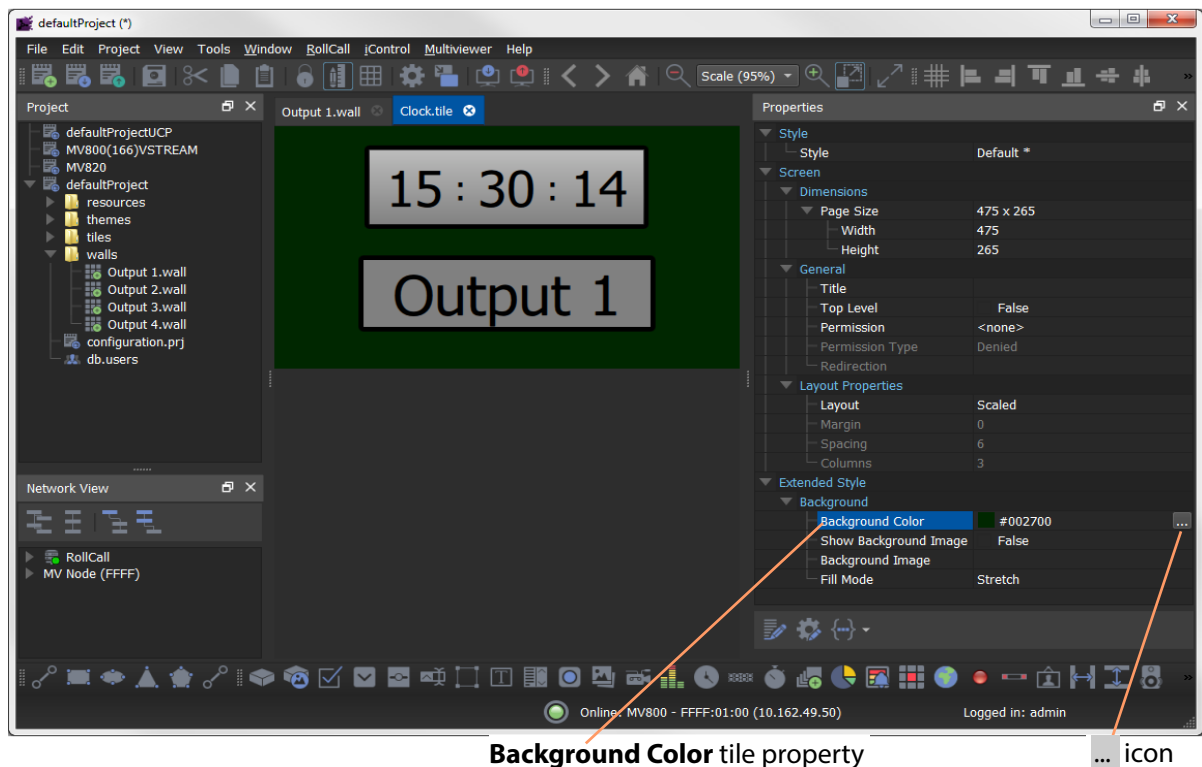 defaultProject (*)
File Edit Project View Tools Window RollCall iControl Multiviewer Help
Scale (95%)
Project
defaultProjectUCP
MV800(166)VSTREAM
MV820
defaultProject
resources
themes
tiles
walls
Output 1.wall
Output 2.wall
Output 3.wall
Output 4.wall
configuration.prj
db.users
Network View
RollCall
MV Node (FFFF)
Output 1.wall Clock.tile
15 : 30 : 14
Output 1
Properties
Style
Style Default *
Screen
Dimensions
Page Size 475 x 265
Width 475
Height 265
General
Title
Top Level False
Permission <none>
Permission Type Denied
Redirection
Layout Properties
Layout Scaled
Margin 0
Spacing 6
Columns 3
Extended Style
Background
Background Color #002700 ...
Show Background Image False
Background Image
Fill Mode Stretch
Online: MV800 - FFFF:01:00 (10.162.49.50) Logged in: admin
Background Color tile property
... icon